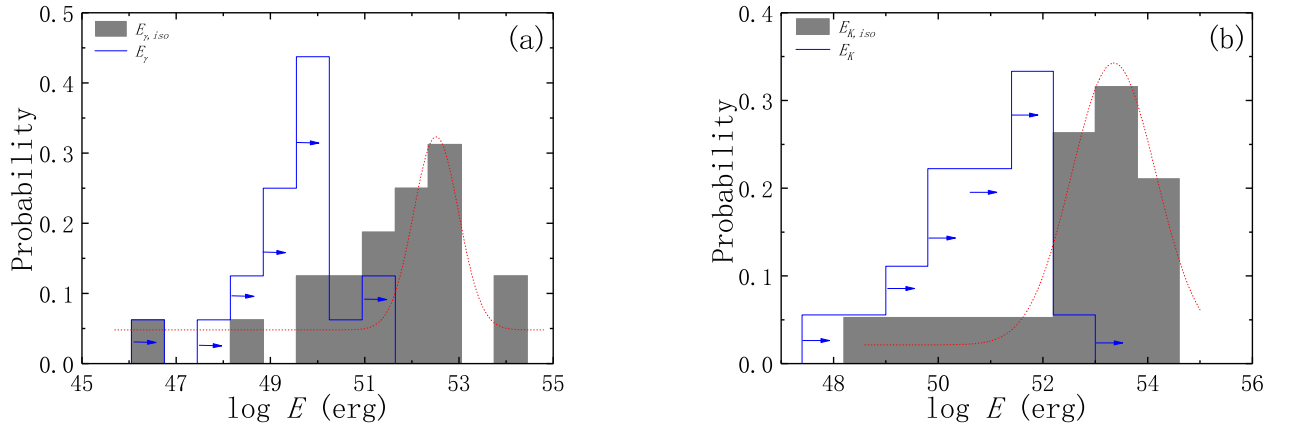 0.5
E_γ,iso
E_γ
(a)
0.4
0.3
0.2
0.1
0.0
Probability
45 47 49 51 53 55
log E (erg)
0.4
E_K,iso
E_K
(b)
0.3
0.2
0.1
0.0
Probability
48 50 52 54 56
log E (erg)